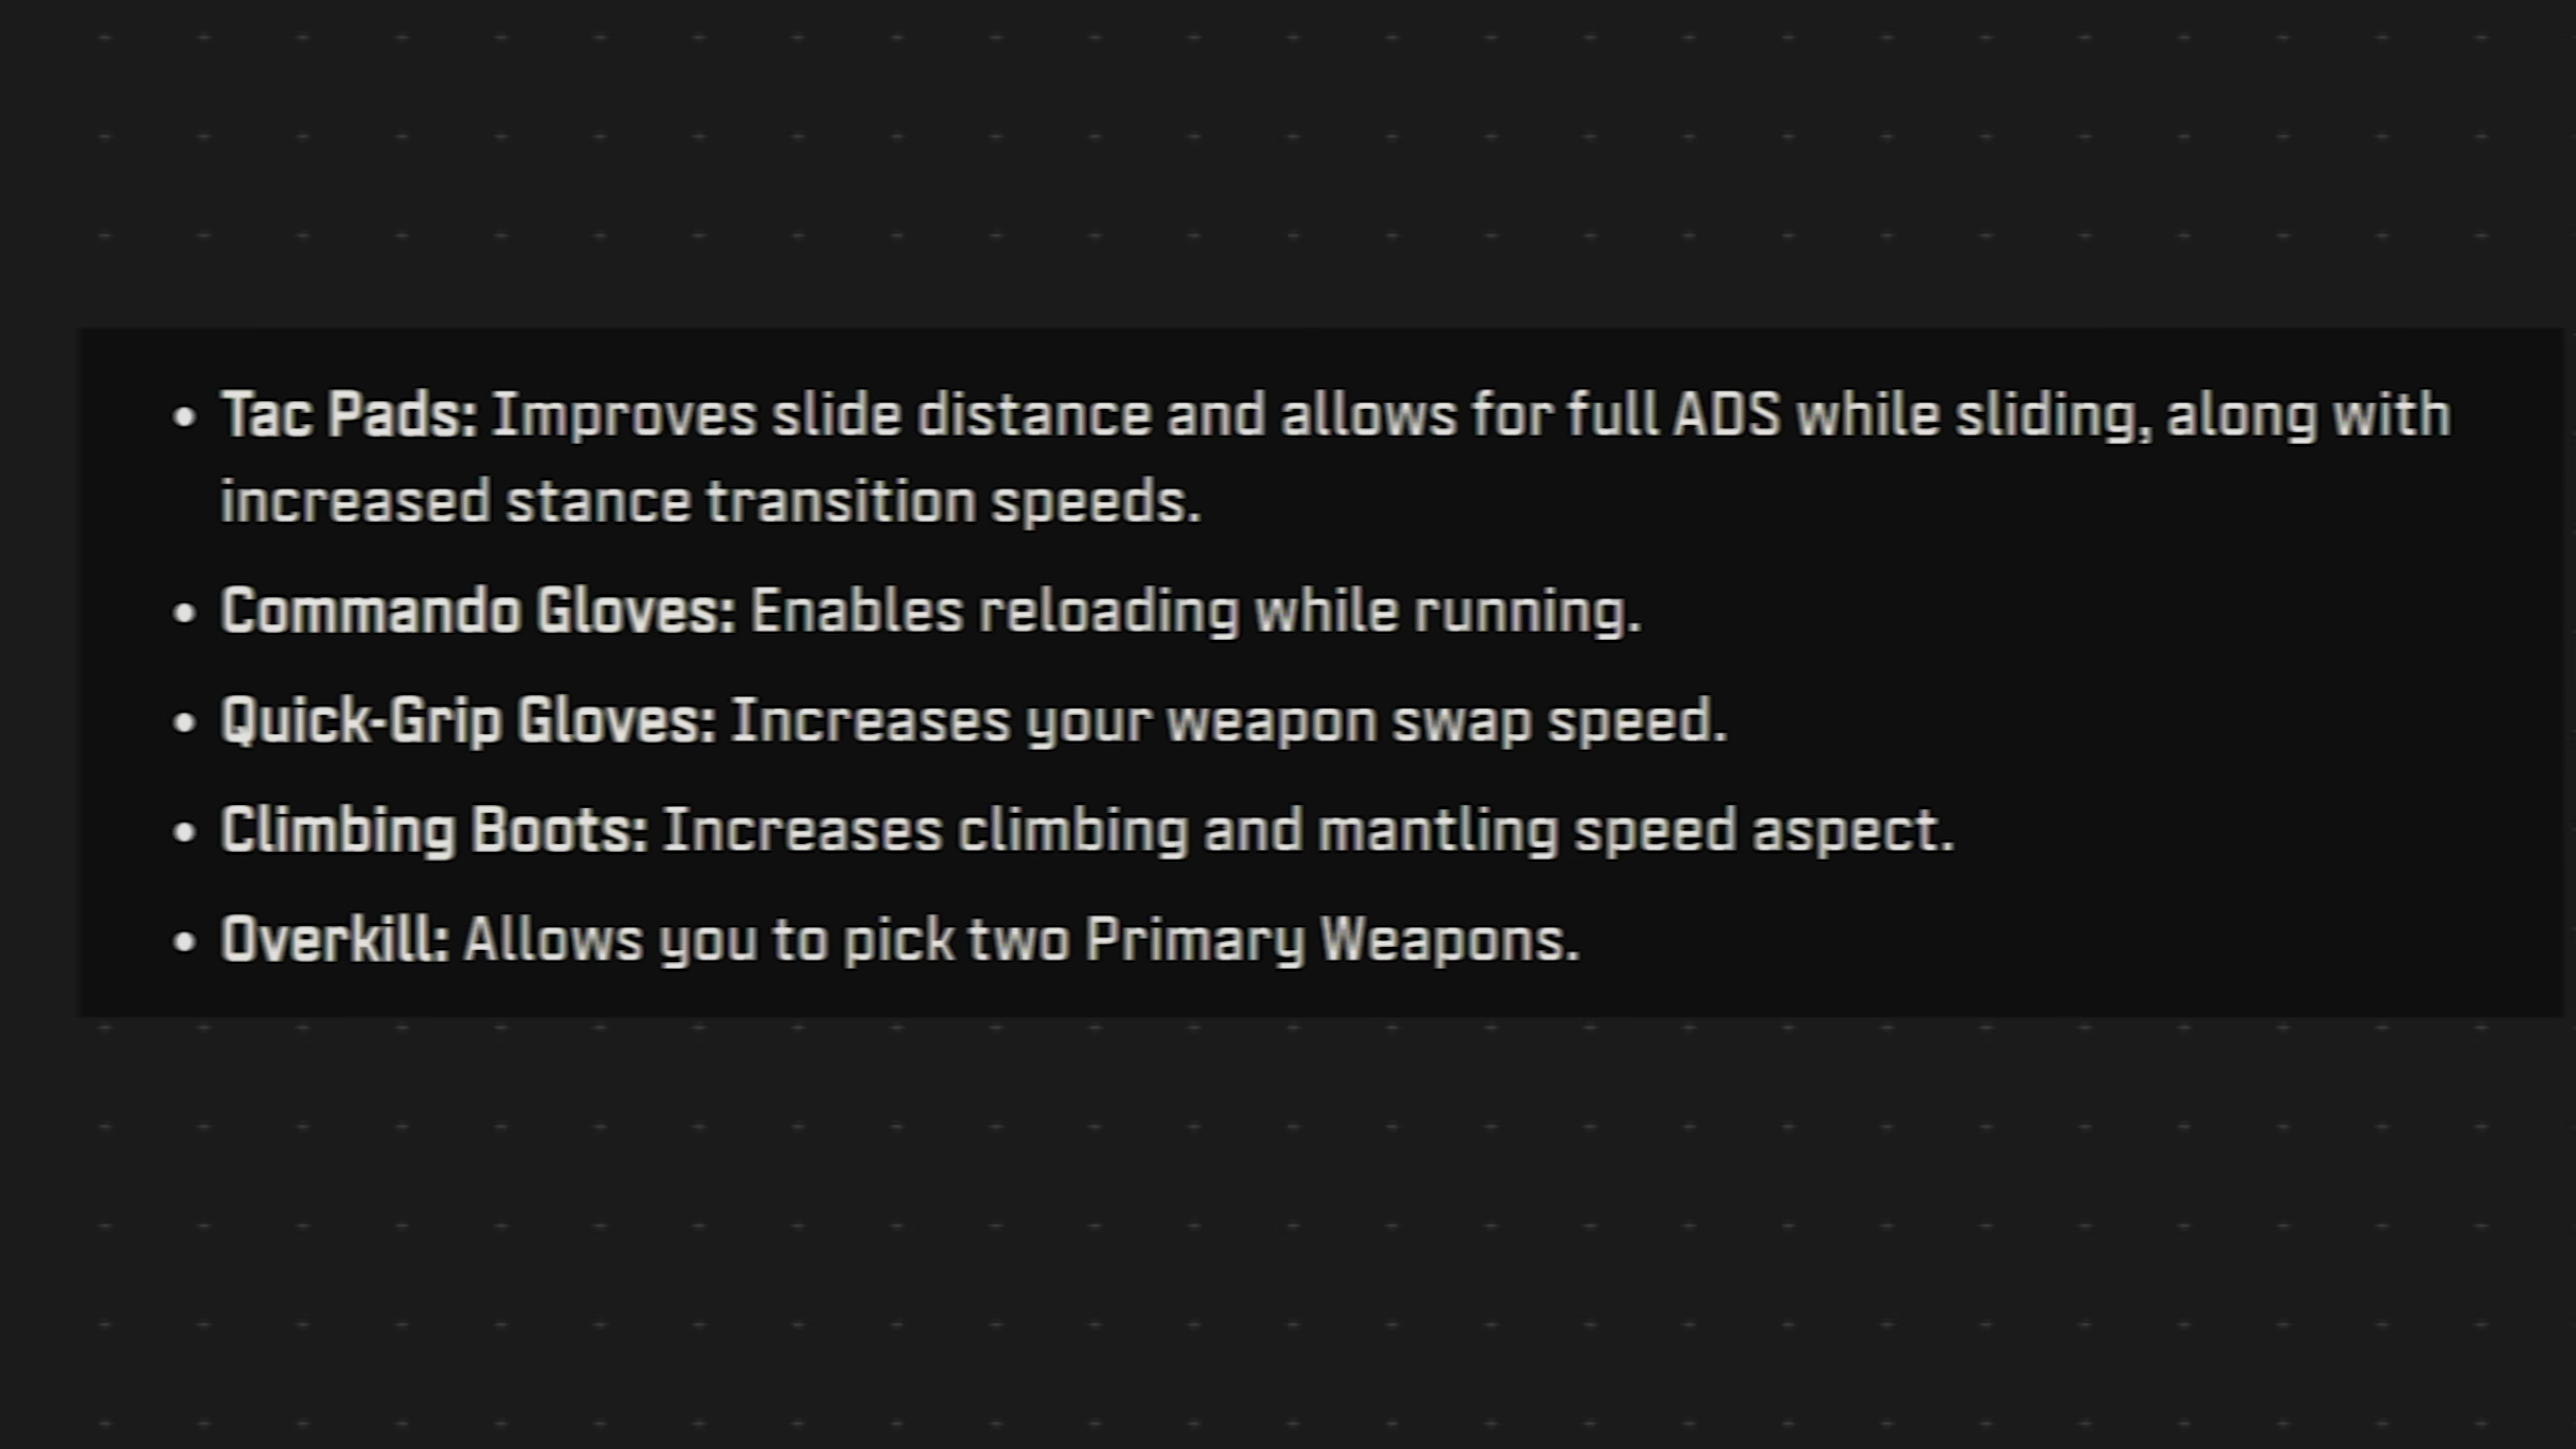 • Tac Pads: Improves slide distance and allows for full ADS while sliding, along with
increased stance transition speeds.
• Commando Gloves: Enables reloading while running.
• Quick-Grip Gloves: Increases your weapon swap speed.
• Climbing Boots: Increases climbing and mantling speed aspect.
• Overkill: Allows you to pick two Primary Weapons.